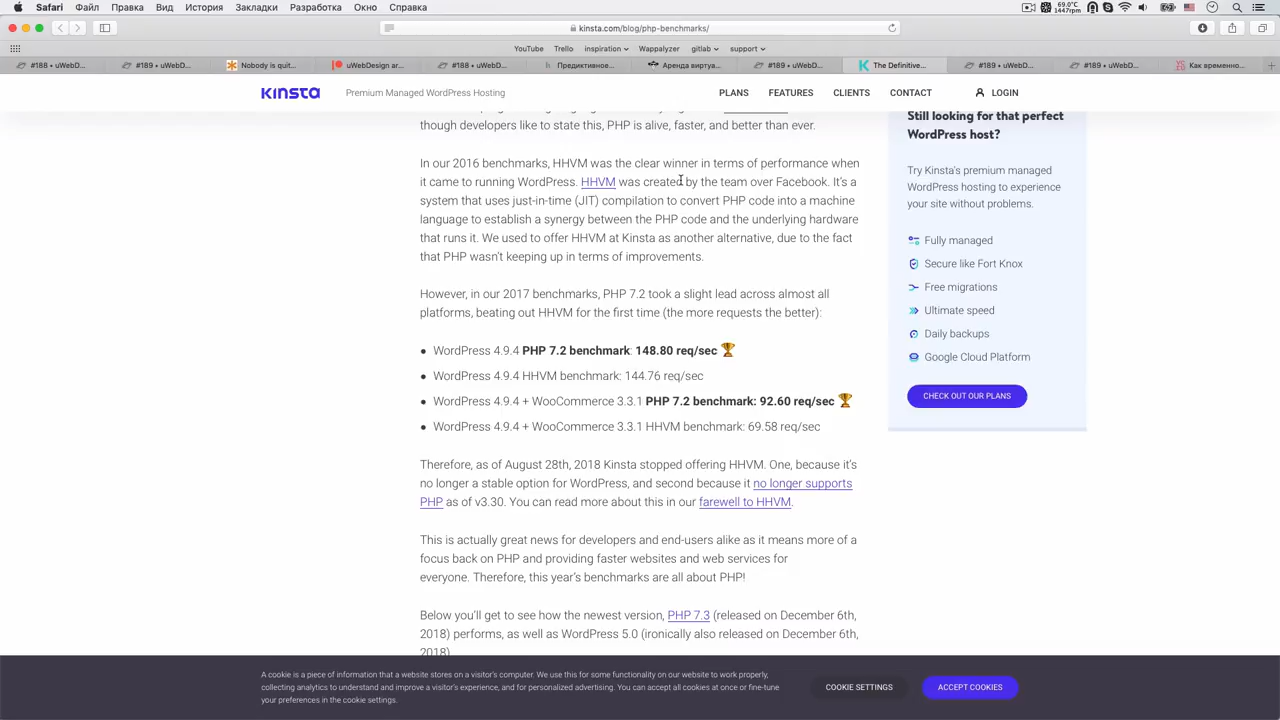 Safari Файл Правка Вид История Закладки Разработка Окно Справка
69.0°C
1447rpm
kinsta.com/blog/php-benchmarks/
YouTube Trello inspiration Wappalyzer gitlab support
#188 • uWebD... #189 • uWebD... Nobody is quit... uWebDesign ar... #188 • uWebD... Предиктивное... Аренда виртуа... #189 • uWebD... The Definitive... #189 • uWebD... #189 • uWebD... Как временно...
KINSTA Premium Managed WordPress Hosting PLANS FEATURES CLIENTS CONTACT LOGIN
though developers like to state this, PHP is alive, faster, and better than ever.
In our 2016 benchmarks, HHVM was the clear winner in terms of performance when
it came to running WordPress. HHVM was created by the team over Facebook. It's a
system that uses just-in-time (JIT) compilation to convert PHP code into a machine
language to establish a synergy between the PHP code and the underlying hardware
that runs it. We used to offer HHVM at Kinsta as another alternative, due to the fact
that PHP wasn't keeping up in terms of improvements.
However, in our 2017 benchmarks, PHP 7.2 took a slight lead across almost all
platforms, beating out HHVM for the first time (the more requests the better):
● WordPress 4.9.4 PHP 7.2 benchmark: 148.80 req/sec 🏆
● WordPress 4.9.4 HHVM benchmark: 144.76 req/sec
● WordPress 4.9.4 + WooCommerce 3.3.1 PHP 7.2 benchmark: 92.60 req/sec 🏆
● WordPress 4.9.4 + WooCommerce 3.3.1 HHVM benchmark: 69.58 req/sec
Therefore, as of August 28th, 2018 Kinsta stopped offering HHVM. One, because it's
no longer a stable option for WordPress, and second because it no longer supports
PHP as of v3.30. You can read more about this in our farewell to HHVM.
This is actually great news for developers and end-users alike as it means more of a
focus back on PHP and providing faster websites and web services for
everyone. Therefore, this year's benchmarks are all about PHP!
Below you'll get to see how the newest version, PHP 7.3 (released on December 6th,
2018) performs, as well as WordPress 5.0 (ironically also released on December 6th,
2018).
Still looking for that perfect
WordPress host?
Try Kinsta's premium managed
WordPress hosting to experience
your site without problems.
Fully managed
Secure like Fort Knox
Free migrations
Ultimate speed
Daily backups
Google Cloud Platform
CHECK OUT OUR PLANS
A cookie is a piece of information that a website stores on a visitor's computer. We use this for some functionality on our website to work properly,
collecting analytics to understand and improve a visitor's experience, and for personalized advertising. You can accept all cookies at once or fine-tune
your preferences in the cookie settings.
COOKIE SETTINGS ACCEPT COOKIES